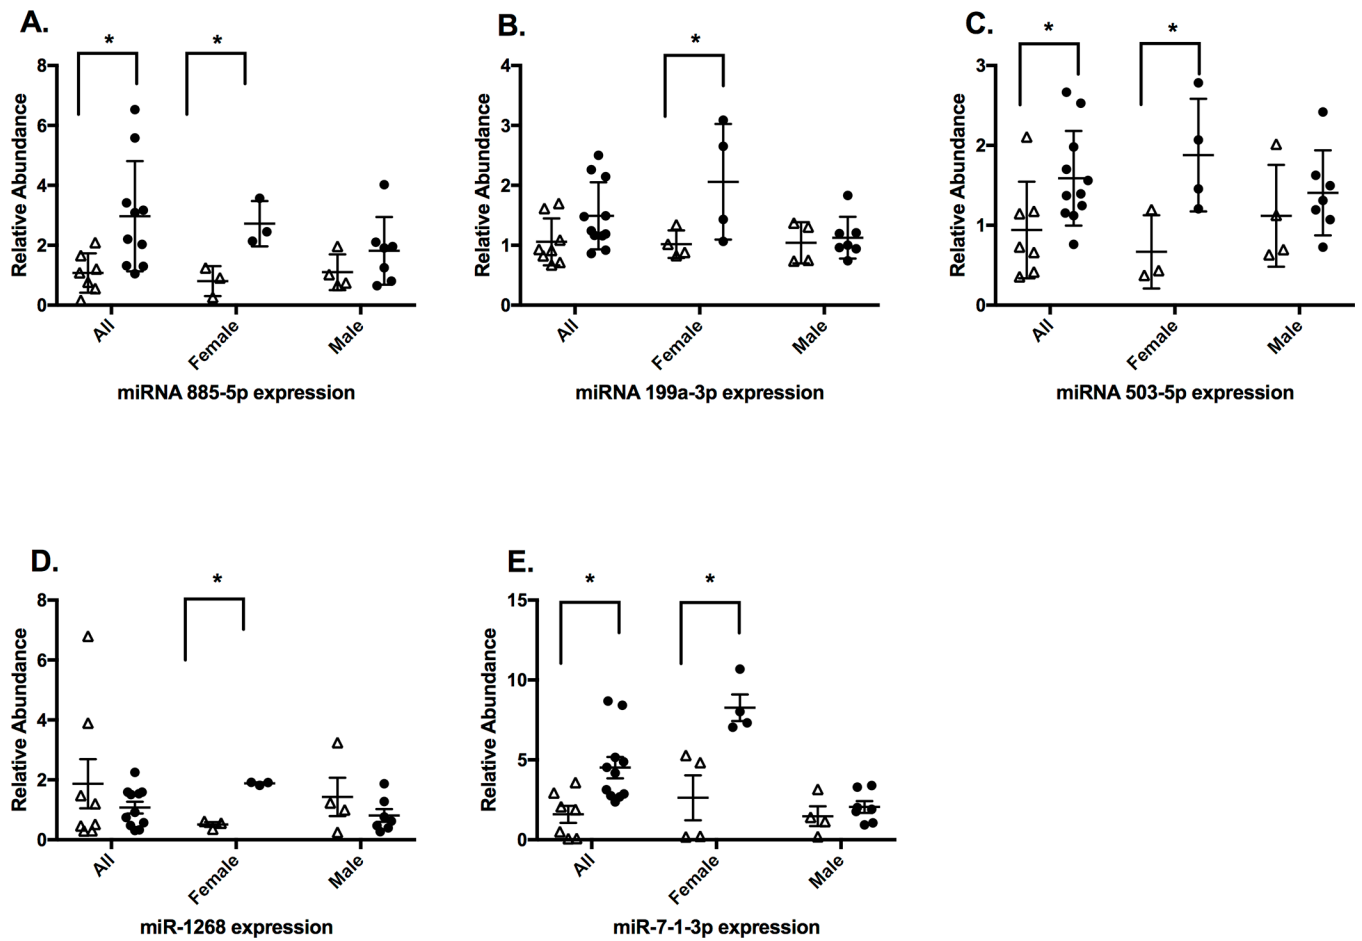 A.
*
*
8
6
4
2
0
Relative Abundance
All
Female
Male
miRNA 885-5p expression
B.
*
4
3
2
1
0
Relative Abundance
All
Female
Male
miRNA 199a-3p expression
C.
*
*
3
2
1
0
Relative Abundance
All
Female
Male
miRNA 503-5p expression
D.
*
8
6
4
2
0
Relative Abundance
All
Female
Male
miR-1268 expression
E.
*
*
15
10
5
0
Relative Abundance
All
Female
Male
miR-7-1-3p expression